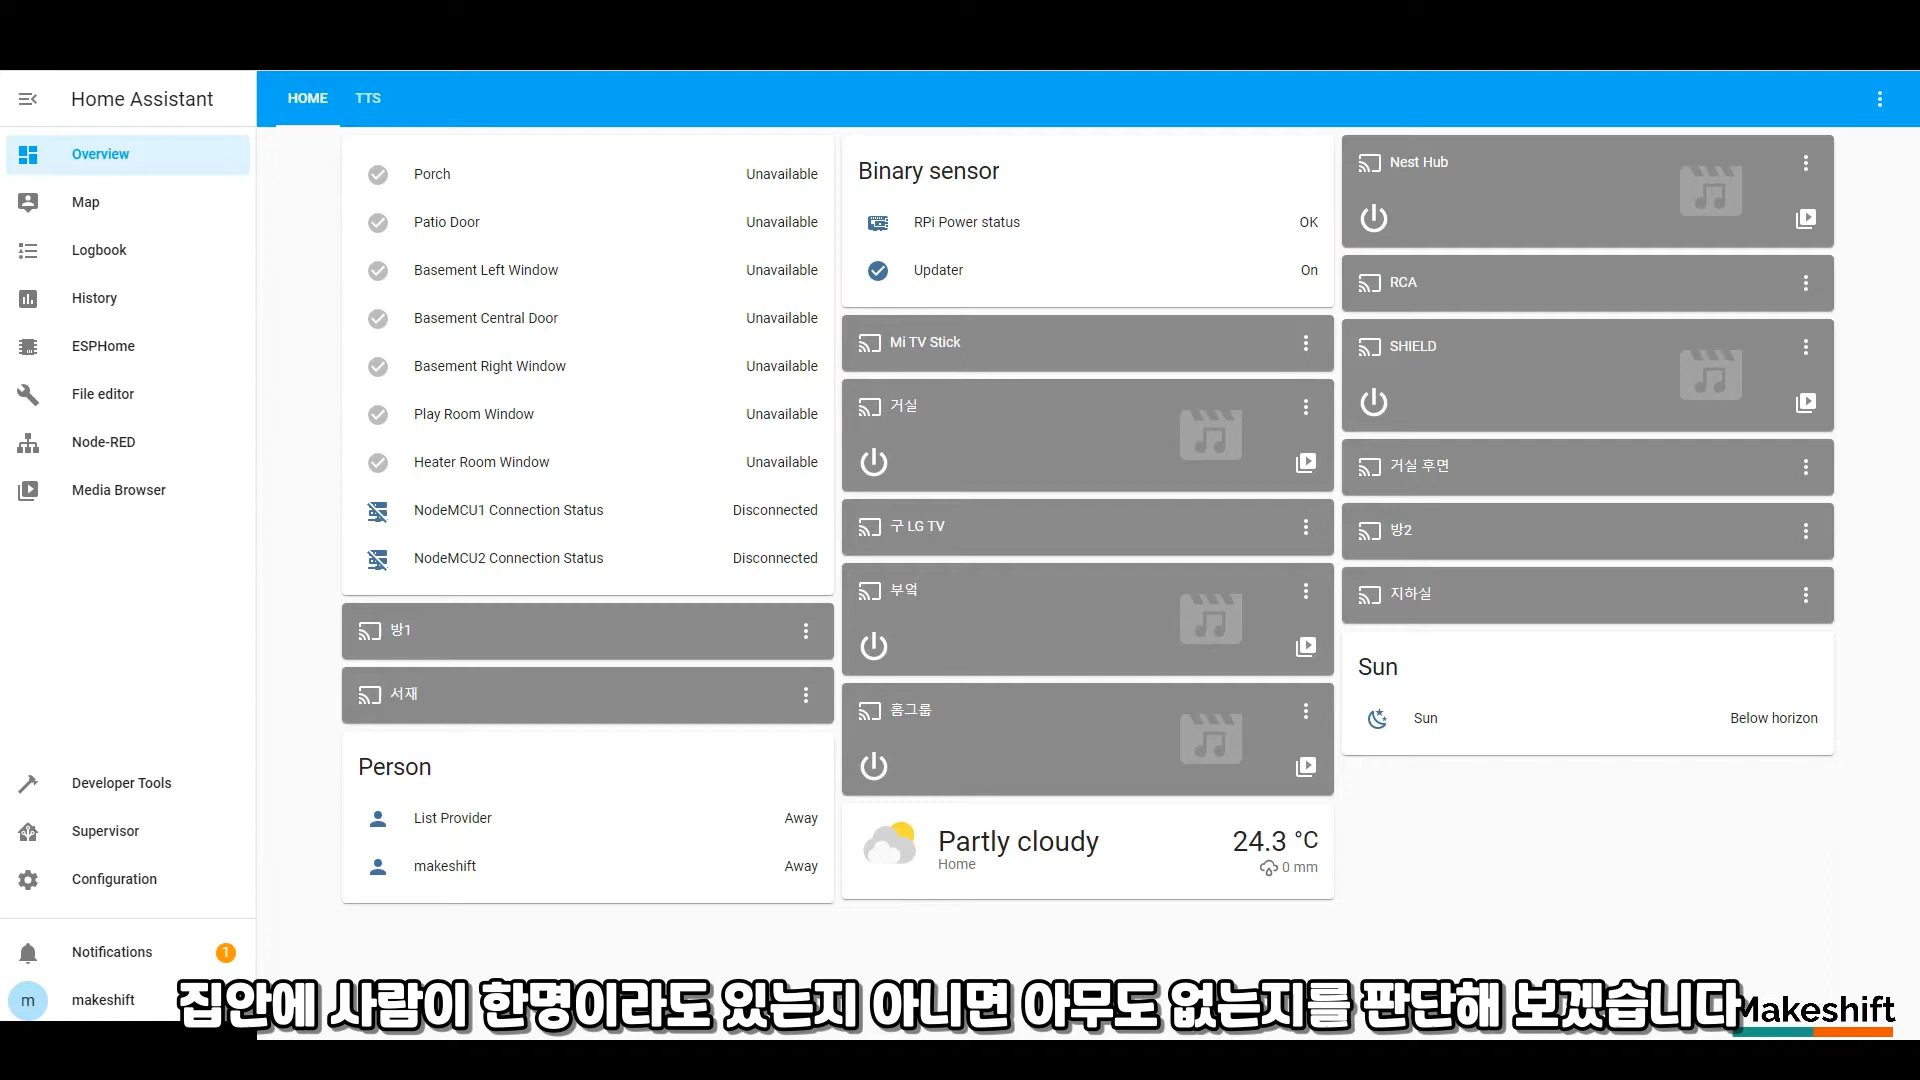 Home Assistant
HOME TTS
Overview
Map
Logbook
History
ESPHome
File editor
Node-RED
Media Browser
Developer Tools
Supervisor
Configuration
Notifications 1
m makeshift
Porch Unavailable
Patio Door Unavailable
Basement Left Window Unavailable
Basement Central Door Unavailable
Basement Right Window Unavailable
Play Room Window Unavailable
Heater Room Window Unavailable
NodeMCU1 Connection Status Disconnected
NodeMCU2 Connection Status Disconnected
방1
서재
Person
List Provider Away
makeshift Away
Binary sensor
RPi Power status OK
Updater On
Mi TV Stick
거실
구 LG TV
부엌
홈그룹
Partly cloudy 24.3 °C
Home 0 mm
Nest Hub
RCA
SHIELD
거실 후면
방2
지하실
Sun
Sun Below horizon
집안에 사람이 한명이라도 있는지 아니면 아무도 없는지를 판단해 보겠습니다
Makeshift